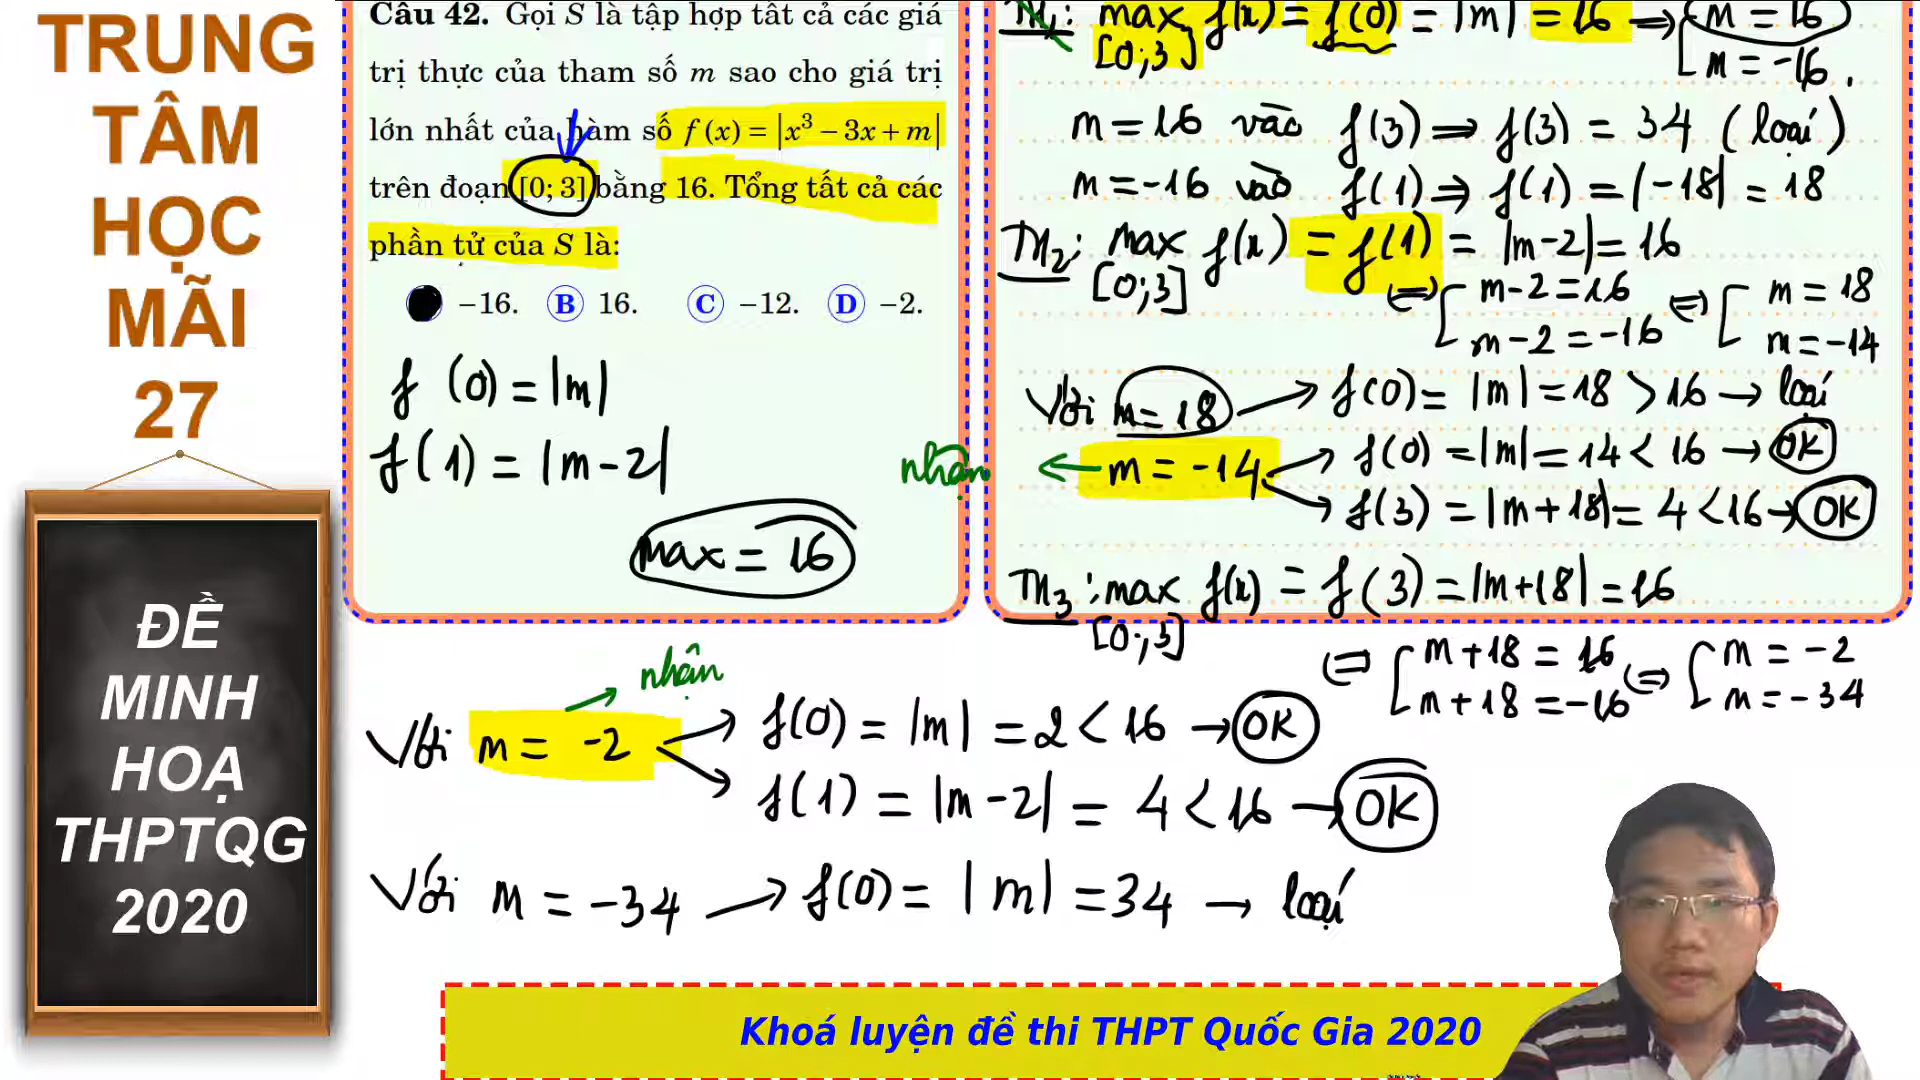 TRUNG
TÂM
HỌC
MÃI
27
ĐỀ
MINH
HOẠ
THPTQG
2020
Câu 42. Gọi S là tập hợp tất cả các giá
trị thực của tham số m sao cho giá trị
lớn nhất của hàm số f(x) = |x³ − 3x + m|
trên đoạn [0; 3] bằng 16. Tổng tất cả các
phần tử của S là:
−16. B 16. C −12. D −2.
f(0) = |m|
f(1) = |m-2|
max = 16
M₁: max f(x) = f(0) = |m| = 16 ⇒ [ m = 16
[0;3] m = -16.
m = 16 vào f(3) ⇒ f(3) = 34 (loại)
m = -16 vào f(1) ⇒ f(1) = |-18| = 18
M₂: max f(x) = f(1) = |m-2| = 16
[0;3] ⇔ [ m-2 = 16 ⇔ [ m = 18
m-2 = -16 m = -14
Với m = 18 → f(0) = |m| = 18 > 16 → loại
nhận ← m = -14 → f(0) = |m| = 14 < 16 → OK
→ f(3) = |m+18| = 4 < 16 → OK
M₃: max f(x) = f(3) = |m+18| = 16
[0;3] ⇔ [ m+18 = 16 ⇔ [ m = -2
m+18 = -16 m = -34
nhận
Với m = -2 → f(0) = |m| = 2 < 16 → OK
→ f(1) = |m-2| = 4 < 16 → OK
Với m = -34 → f(0) = |m| = 34 → loại
Khoá luyện đề thi THPT Quốc Gia 2020